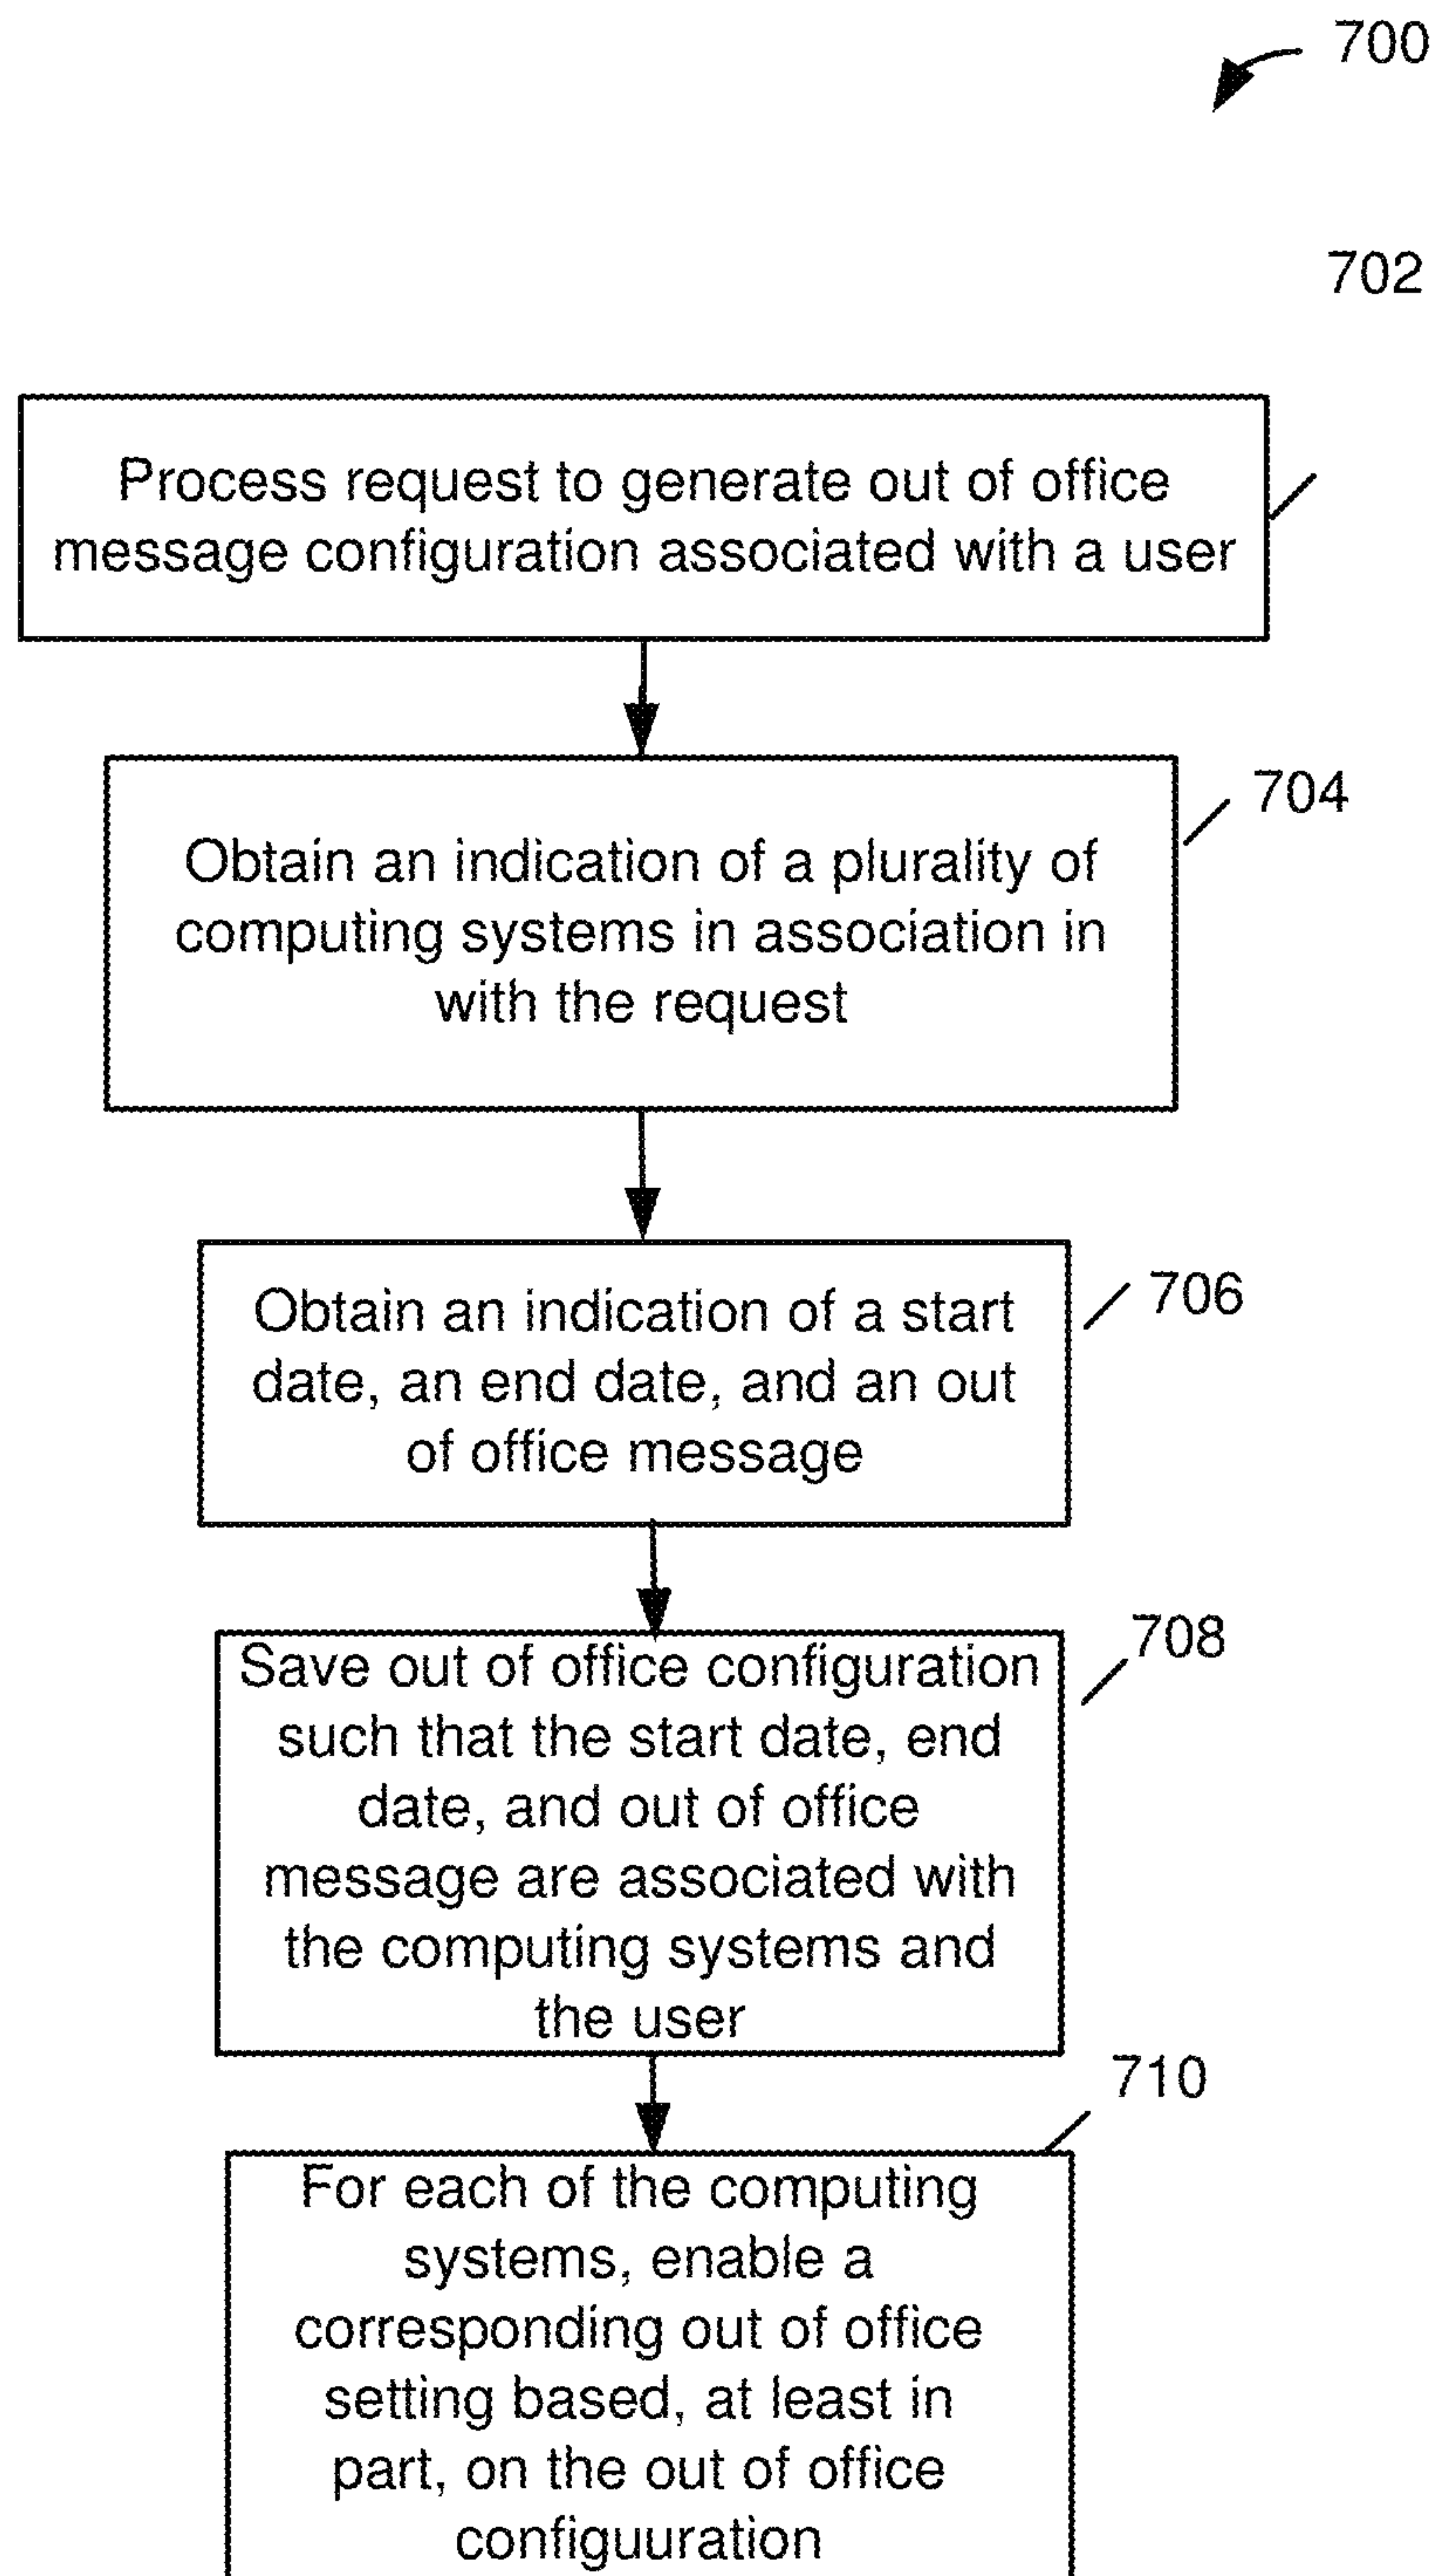 700
702
Process request to generate out of office
message configuration associated with a user
704
Obtain an indication of a plurality of
computing systems in association in
with the request
706
Obtain an indication of a start
date, an end date, and an out
of office message
708
Save out of office configuration
such that the start date, end
date, and out of office
message are associated with
the computing systems and
the user
710
For each of the computing
systems, enable a
corresponding out of office
setting based, at least in
part, on the out of office
configuuration